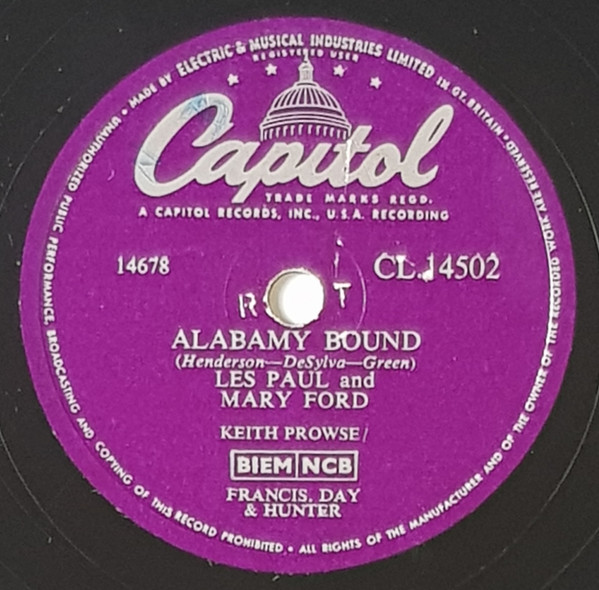 MADE BY ELECTRIC & MUSICAL INDUSTRIES LIMITED IN GT. BRITAIN •
REGISTERED USER
Capitol
TRADE MARKS REGD.
A CAPITOL RECORDS, INC., U.S.A. RECORDING
14678
CL.14502
R T
ALABAMY BOUND
(Henderson—DeSylva—Green)
LES PAUL and
MARY FORD
KEITH PROWSE/
BIEM NCB
FRANCIS, DAY
& HUNTER
ALL RIGHTS OF THE MANUFACTURER AND OF THE OWNER OF THE RECORDED WORK ARE RESERVED •
UNAUTHORIZED PUBLIC PERFORMANCE, BROADCASTING AND COPYING OF THIS RECORD PROHIBITED •